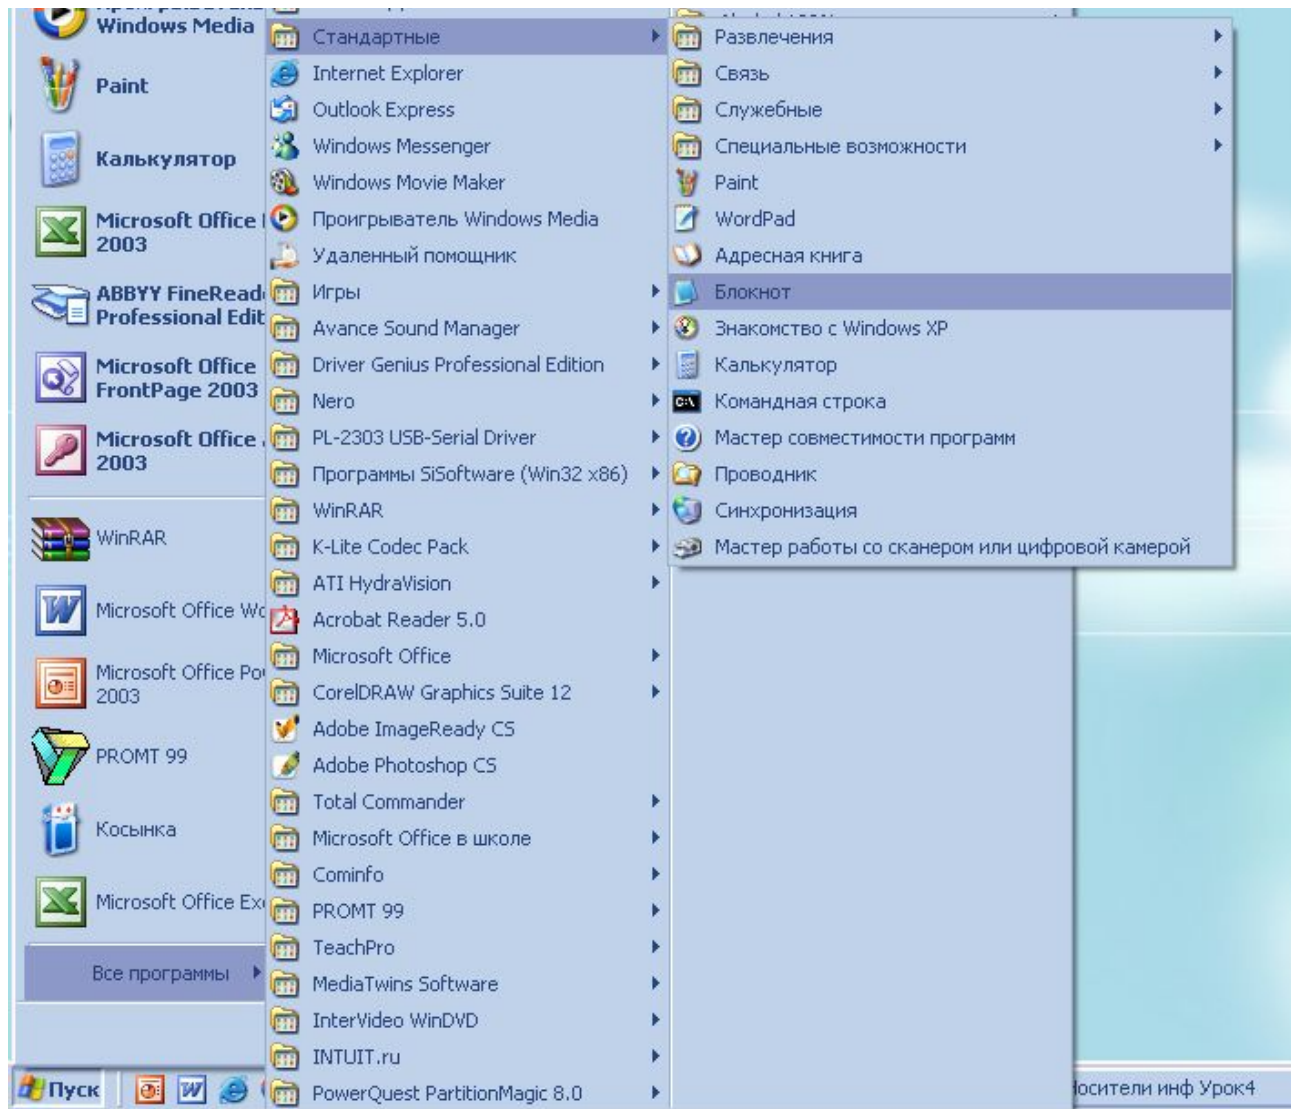 Windows Media
Paint
Калькулятор
Microsoft Office
2003
ABBYY FineRead
Professional Edit
Microsoft Office
FrontPage 2003
Microsoft Office
2003
WinRAR
Microsoft Office Wo
Microsoft Office Po
2003
PROMT 99
Косынка
Microsoft Office Ex
Все программы
Стандартные
Internet Explorer
Outlook Express
Windows Messenger
Windows Movie Maker
Проигрыватель Windows Media
Удаленный помощник
Игры
Avance Sound Manager
Driver Genius Professional Edition
Nero
PL-2303 USB-Serial Driver
Программы SiSoftware (Win32 x86)
WinRAR
K-Lite Codec Pack
ATI HydraVision
Acrobat Reader 5.0
Microsoft Office
CorelDRAW Graphics Suite 12
Adobe ImageReady CS
Adobe Photoshop CS
Total Commander
Microsoft Office в школе
Cominfo
PROMT 99
TeachPro
MediaTwins Software
InterVideo WinDVD
INTUIT.ru
PowerQuest PartitionMagic 8.0
Развлечения
Связь
Служебные
Специальные возможности
Paint
WordPad
Адресная книга
Блокнот
Знакомство с Windows XP
Калькулятор
Командная строка
Мастер совместимости программ
Проводник
Синхронизация
Мастер работы со сканером или цифровой камерой
Пуск
Носители инф Урок4